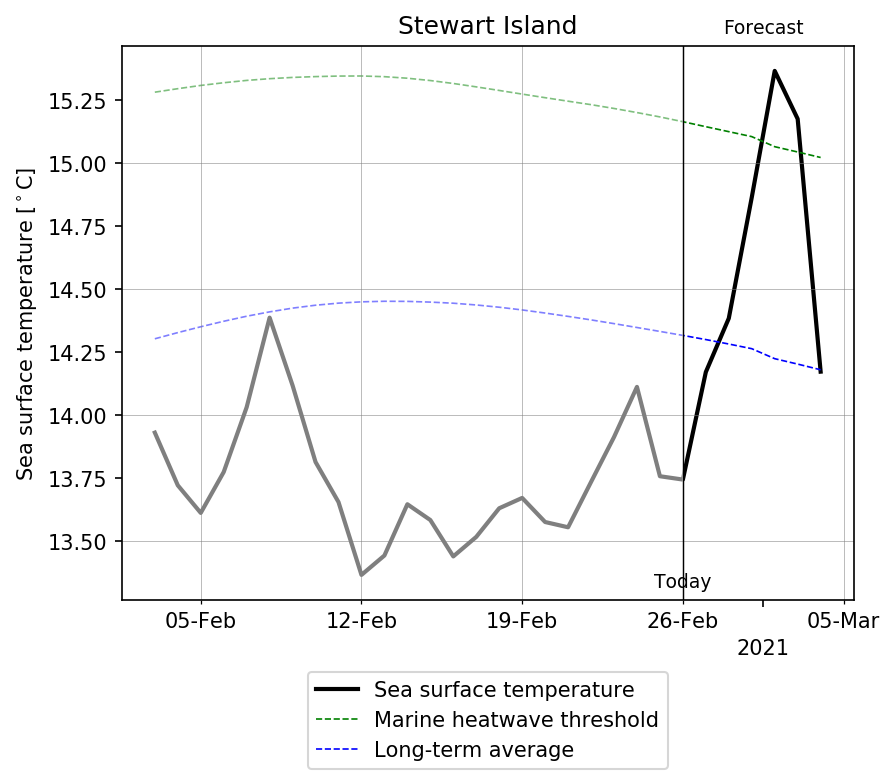 Stewart Island
Forecast
Sea surface temperature [°C]
15.25
15.00
14.75
14.50
14.25
14.00
13.75
13.50
Today
05-Feb
12-Feb
19-Feb
26-Feb
05-Mar
2021
Sea surface temperature
Marine heatwave threshold
Long-term average